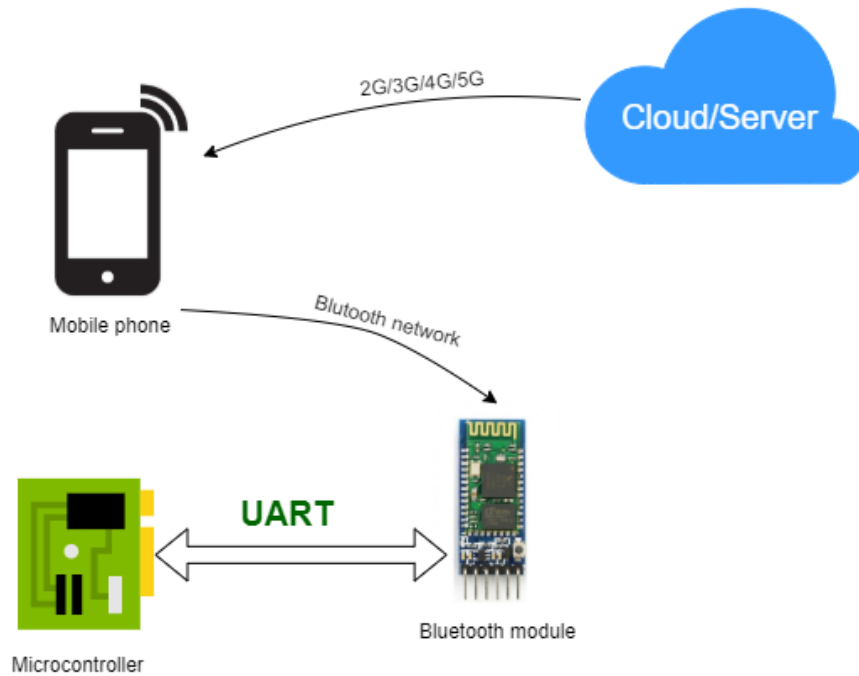 2G/3G/4G/5G
Cloud/Server
Mobile phone
Blutooth network
UART
Bluetooth module
Microcontroller